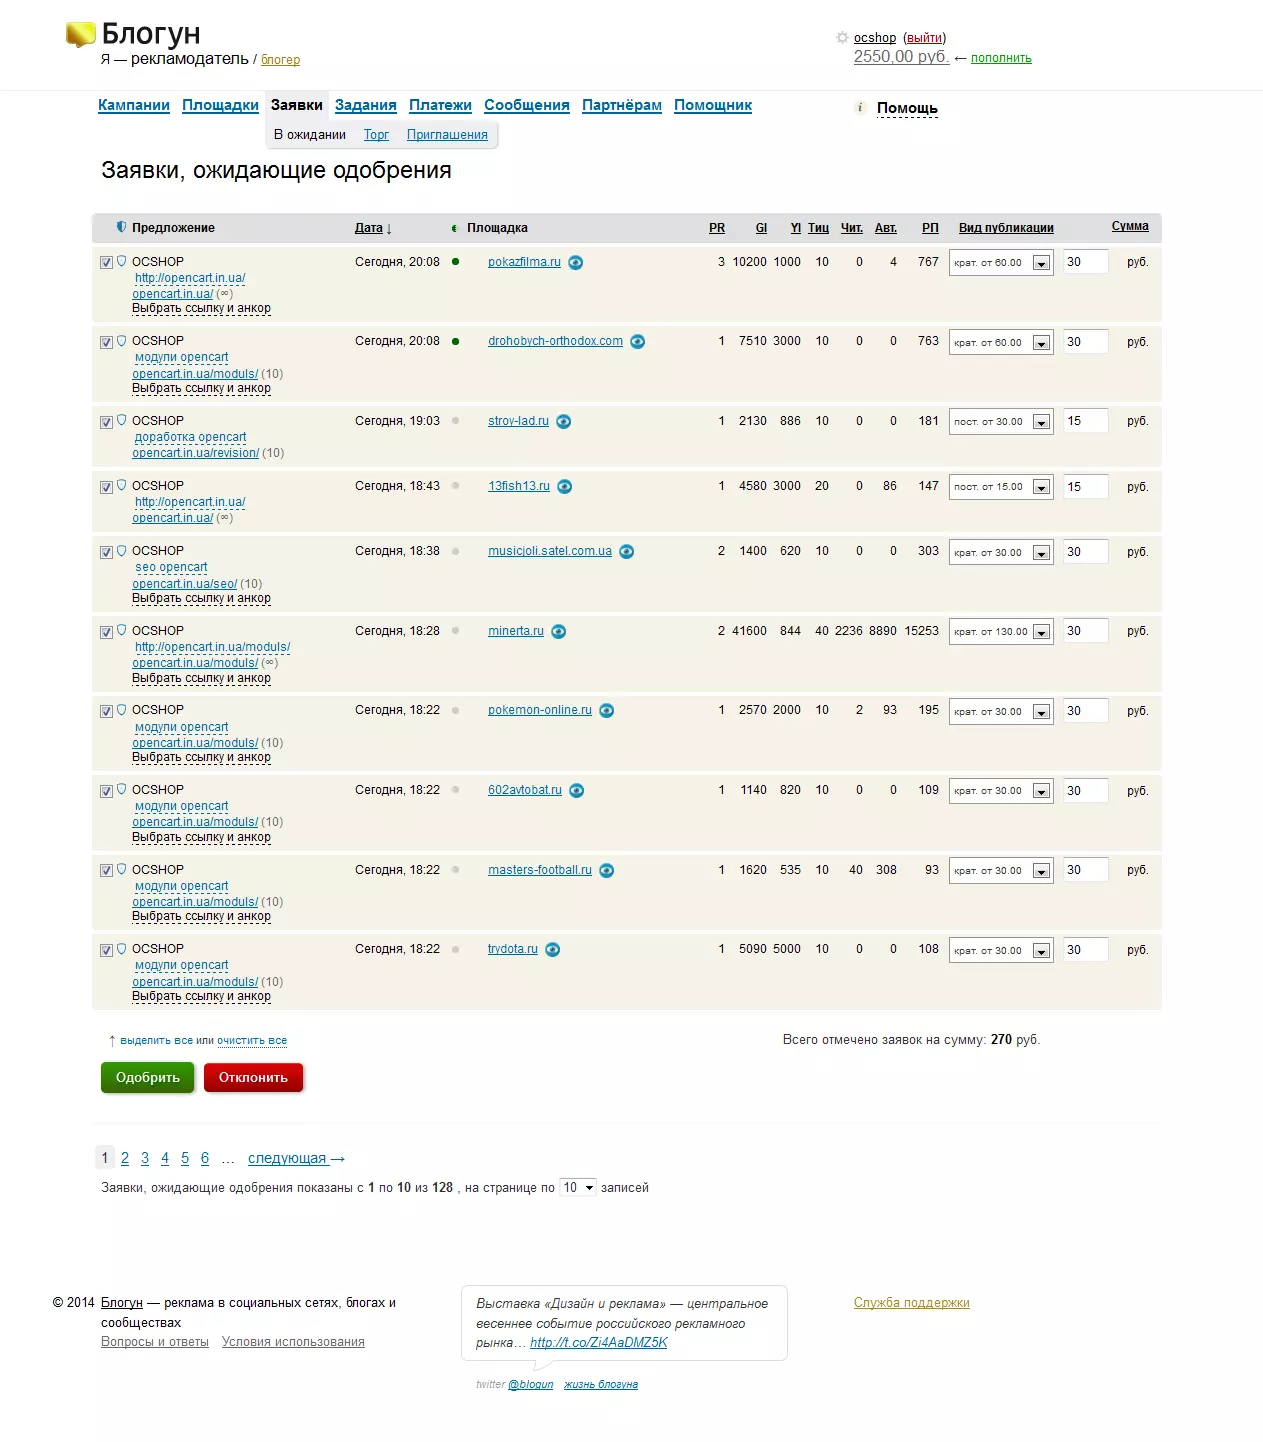 Блогун
Я — рекламодатель / блогер
ocshop (выйти)
2550,00 руб. ← пополнить
Кампании Площадки Заявки Задания Платежи Сообщения Партнёрам Помощник
i Помощь
В ожидании Торг Приглашения
Заявки, ожидающие одобрения
Предложение Дата ↓ Площадка PR GI YI Тиц Чит. Авт. РП Вид публикации Сумма
OCSHOP Сегодня, 20:08 pokazfilma.ru 3 10200 1000 10 0 4 767 крат. от 60.00 30 руб.
http://opencart.in.ua/
opencart.in.ua/ (∞)
Выбрать ссылку и анкор
OCSHOP Сегодня, 20:08 drohobych-orthodox.com 1 7510 3000 10 0 0 763 крат. от 60.00 30 руб.
модули opencart
opencart.in.ua/moduls/ (10)
Выбрать ссылку и анкор
OCSHOP Сегодня, 19:03 stroy-lad.ru 1 2130 886 10 0 0 181 пост. от 30.00 15 руб.
доработка opencart
opencart.in.ua/revision/ (10)
OCSHOP Сегодня, 18:43 13fish13.ru 1 4580 3000 20 0 86 147 пост. от 15.00 15 руб.
http://opencart.in.ua/
opencart.in.ua/ (∞)
OCSHOP Сегодня, 18:38 musicjoli.satel.com.ua 2 1400 620 10 0 0 303 крат. от 30.00 30 руб.
seo opencart
opencart.in.ua/seo/ (10)
Выбрать ссылку и анкор
OCSHOP Сегодня, 18:28 minerta.ru 2 41600 844 40 2236 8890 15253 крат. от 130.00 30 руб.
http://opencart.in.ua/moduls/
opencart.in.ua/moduls/ (∞)
Выбрать ссылку и анкор
OCSHOP Сегодня, 18:22 pokemon-online.ru 1 2570 2000 10 2 93 195 крат. от 30.00 30 руб.
модули opencart
opencart.in.ua/moduls/ (10)
Выбрать ссылку и анкор
OCSHOP Сегодня, 18:22 602avtobat.ru 1 1140 820 10 0 0 109 крат. от 30.00 30 руб.
модули opencart
opencart.in.ua/moduls/ (10)
Выбрать ссылку и анкор
OCSHOP Сегодня, 18:22 masters-football.ru 1 1620 535 10 40 308 93 крат. от 30.00 30 руб.
модули opencart
opencart.in.ua/moduls/ (10)
Выбрать ссылку и анкор
OCSHOP Сегодня, 18:22 trydota.ru 1 5090 5000 10 0 0 108 крат. от 30.00 30 руб.
модули opencart
opencart.in.ua/moduls/ (10)
Выбрать ссылку и анкор
↑ выделить все или очистить все
Всего отмечено заявок на сумму: 270 руб.
Одобрить Отклонить
1 2 3 4 5 6 … следующая →
Заявки, ожидающие одобрения показаны с 1 по 10 из 128 , на странице по 10 записей
© 2014 Блогун — реклама в социальных сетях, блогах и
сообществах
Вопросы и ответы Условия использования
Выставка «Дизайн и реклама» — центральное
весеннее событие российского рекламного
рынка… http://t.co/Zi4AaDMZ5K
twitter @blogun жизнь блогуна
Служба поддержки